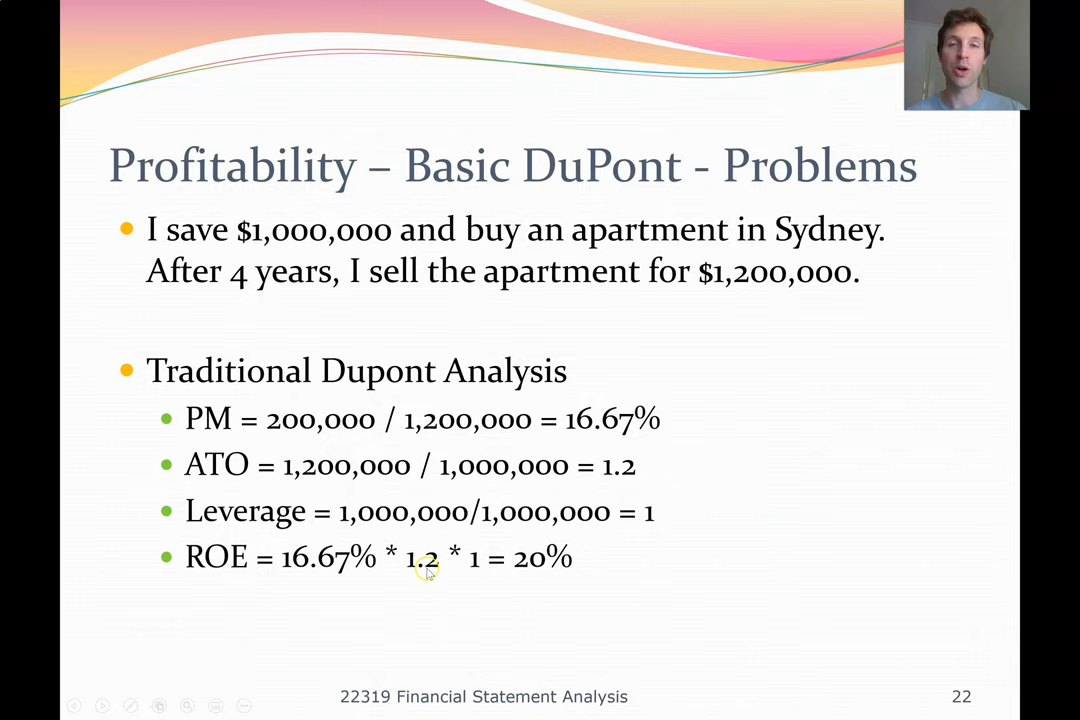 Profitability – Basic DuPont - Problems
I save $1,000,000 and buy an apartment in Sydney.
After 4 years, I sell the apartment for $1,200,000.
Traditional Dupont Analysis
PM = 200,000 / 1,200,000 = 16.67%
ATO = 1,200,000 / 1,000,000 = 1.2
Leverage = 1,000,000/1,000,000 = 1
ROE = 16.67% * 1.2 * 1 = 20%
22319 Financial Statement Analysis
22